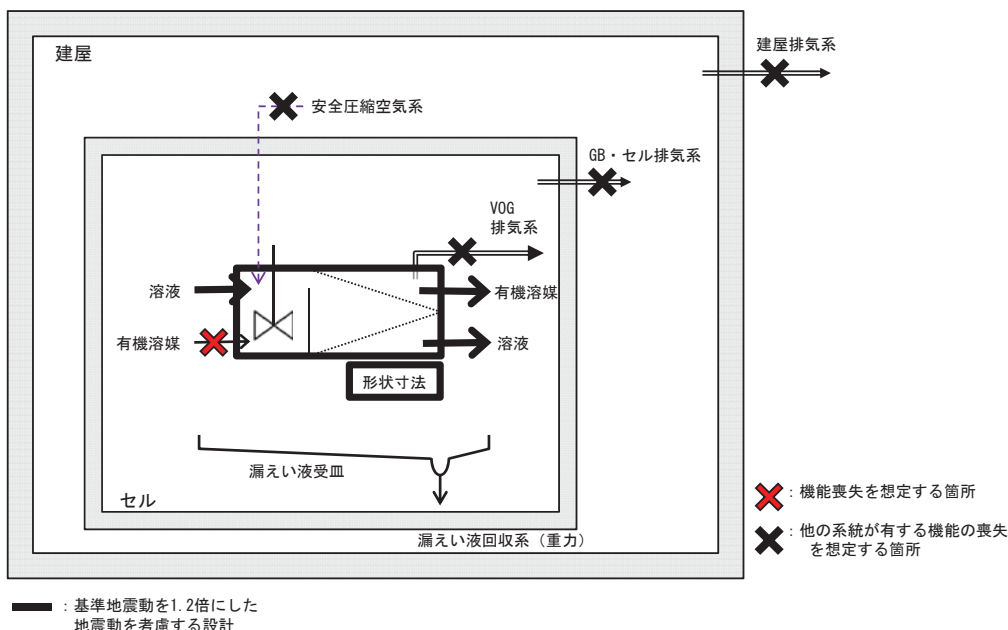 建屋
建屋排気系
安全圧縮空気系
GB・セル排気系
VOG
排気系
溶液
有機溶媒
有機溶媒
溶液
形状寸法
漏えい液受皿
セル
漏えい液回収系（重力）
：機能喪失を想定する箇所
：他の系統が有する機能の喪失
を想定する箇所
：基準地震動を1.2倍にした
地震動を考慮する設計